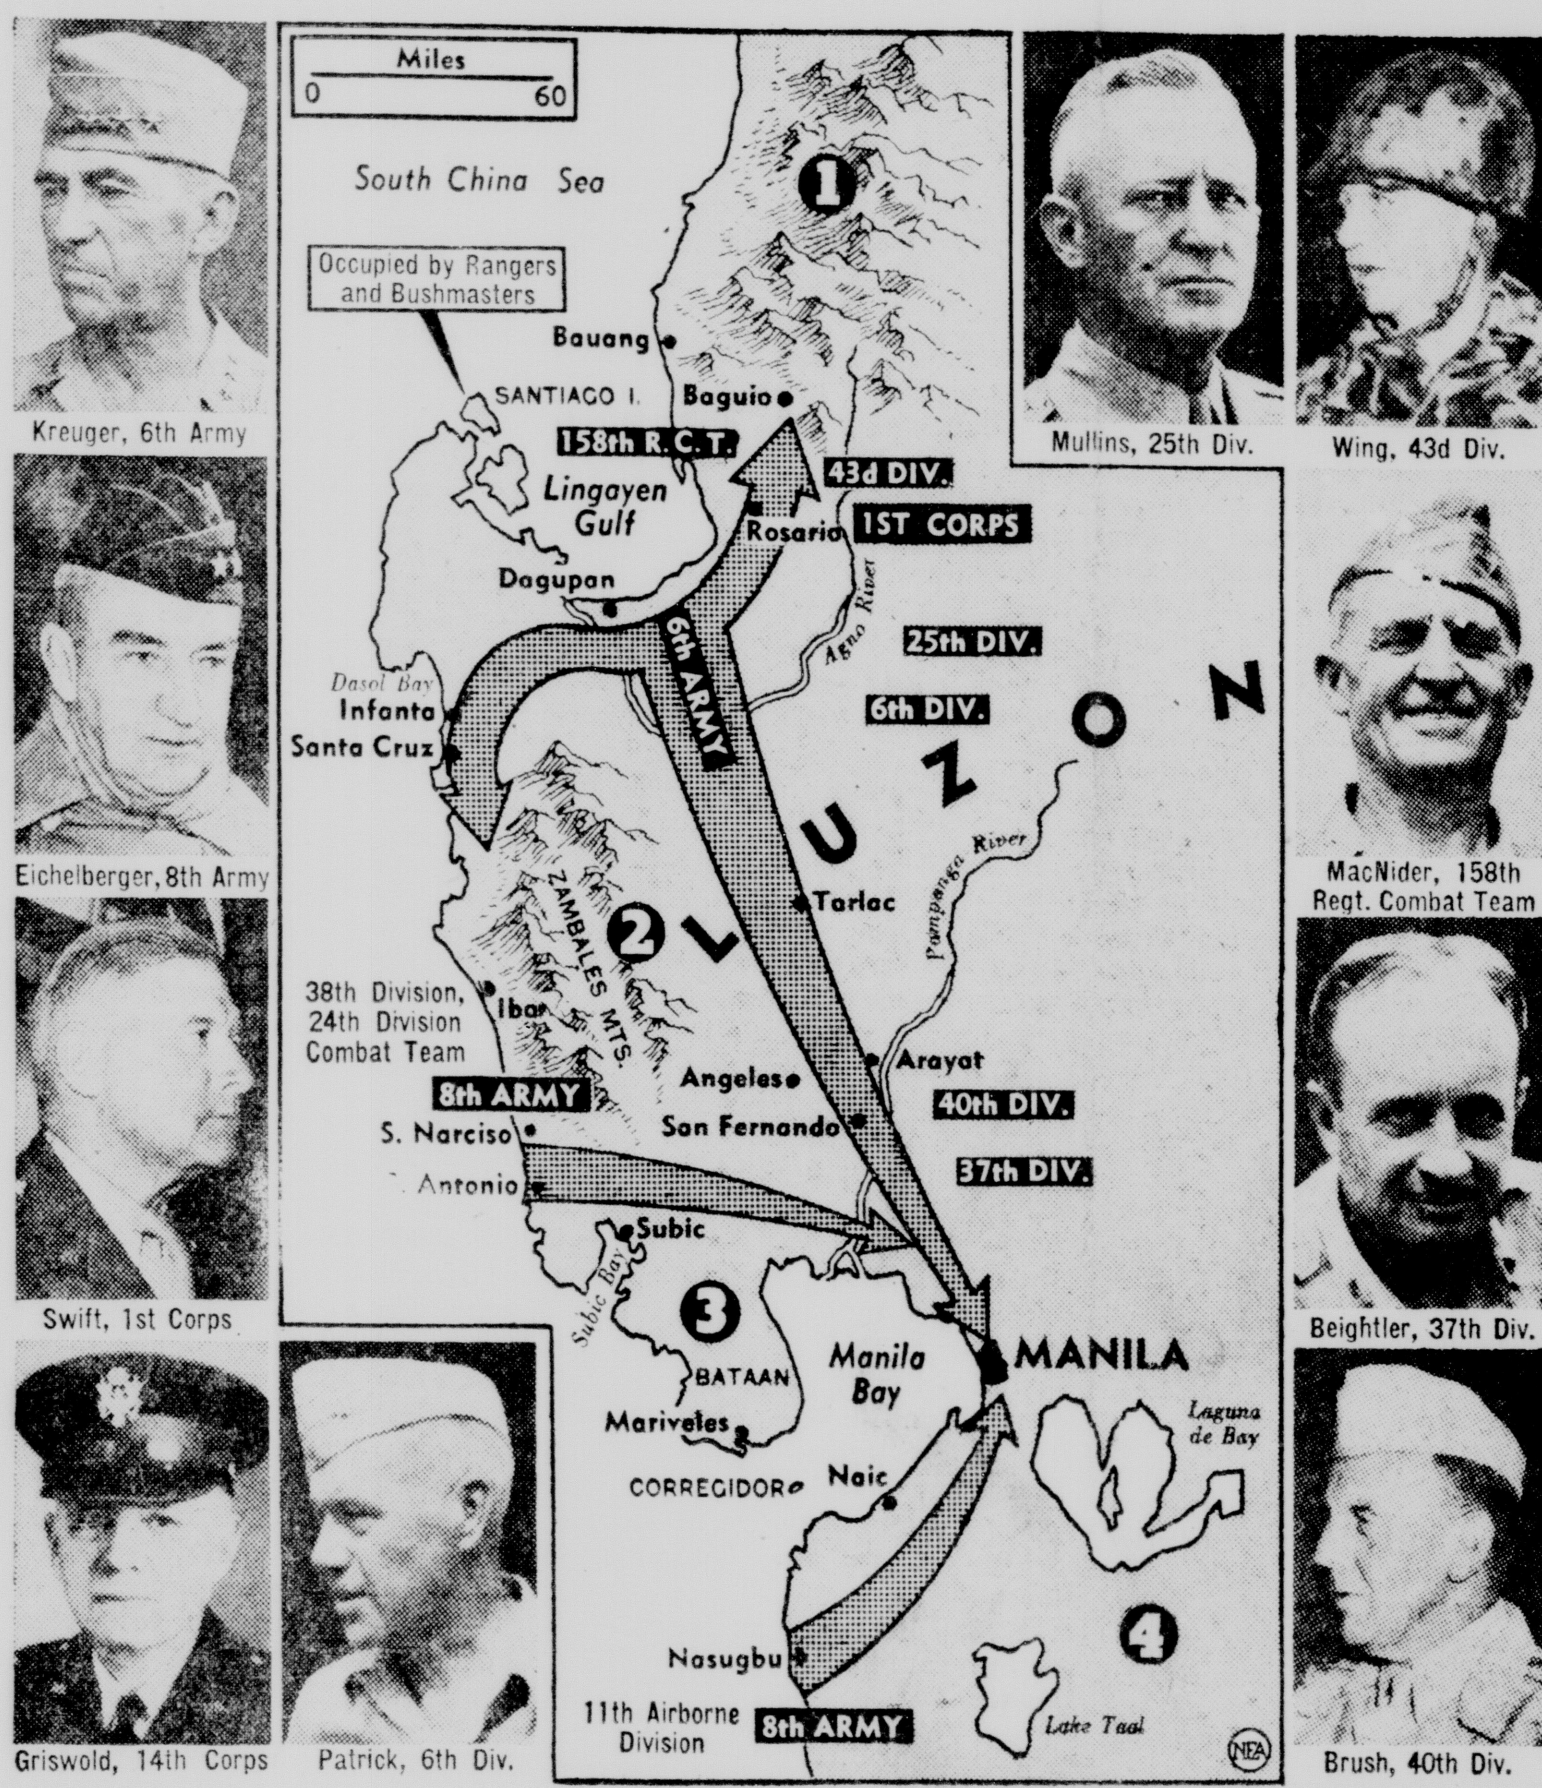 Miles
0 60
South China Sea
Occupied by Rangers
and Bushmasters
1
Bauang
SANTIAGO I.
Baguio
158th R.C.T.
43d DIV.
Lingayen
Gulf
Rosario
1ST CORPS
Dagupan
Agno River
6th ARMY
25th DIV.
Dasol Bay
Infanta
6th DIV.
Santa Cruz
LUZON
Pampanga River
Tarlac
2
ZAMBALES MTS.
38th Division,
24th Division
Combat Team
Iba
Arayat
Angeles
8th ARMY
40th DIV.
San Fernando
S. Narciso
37th DIV.
Antonio
Subic
Subic Bay
3
MANILA
Manila
Bay
BATAAN
Mariveles
Laguna
de Bay
CORREGIDOR
Naic
4
Nasugbu
11th Airborne
Division
8th ARMY
Lake Taal
NEA
Kreuger, 6th Army
Eichelberger, 8th Army
Swift, 1st Corps
Griswold, 14th Corps
Patrick, 6th Div.
Mullins, 25th Div.
Wing, 43d Div.
MacNider, 158th
Regt. Combat Team
Beightler, 37th Div.
Brush, 40th Div.